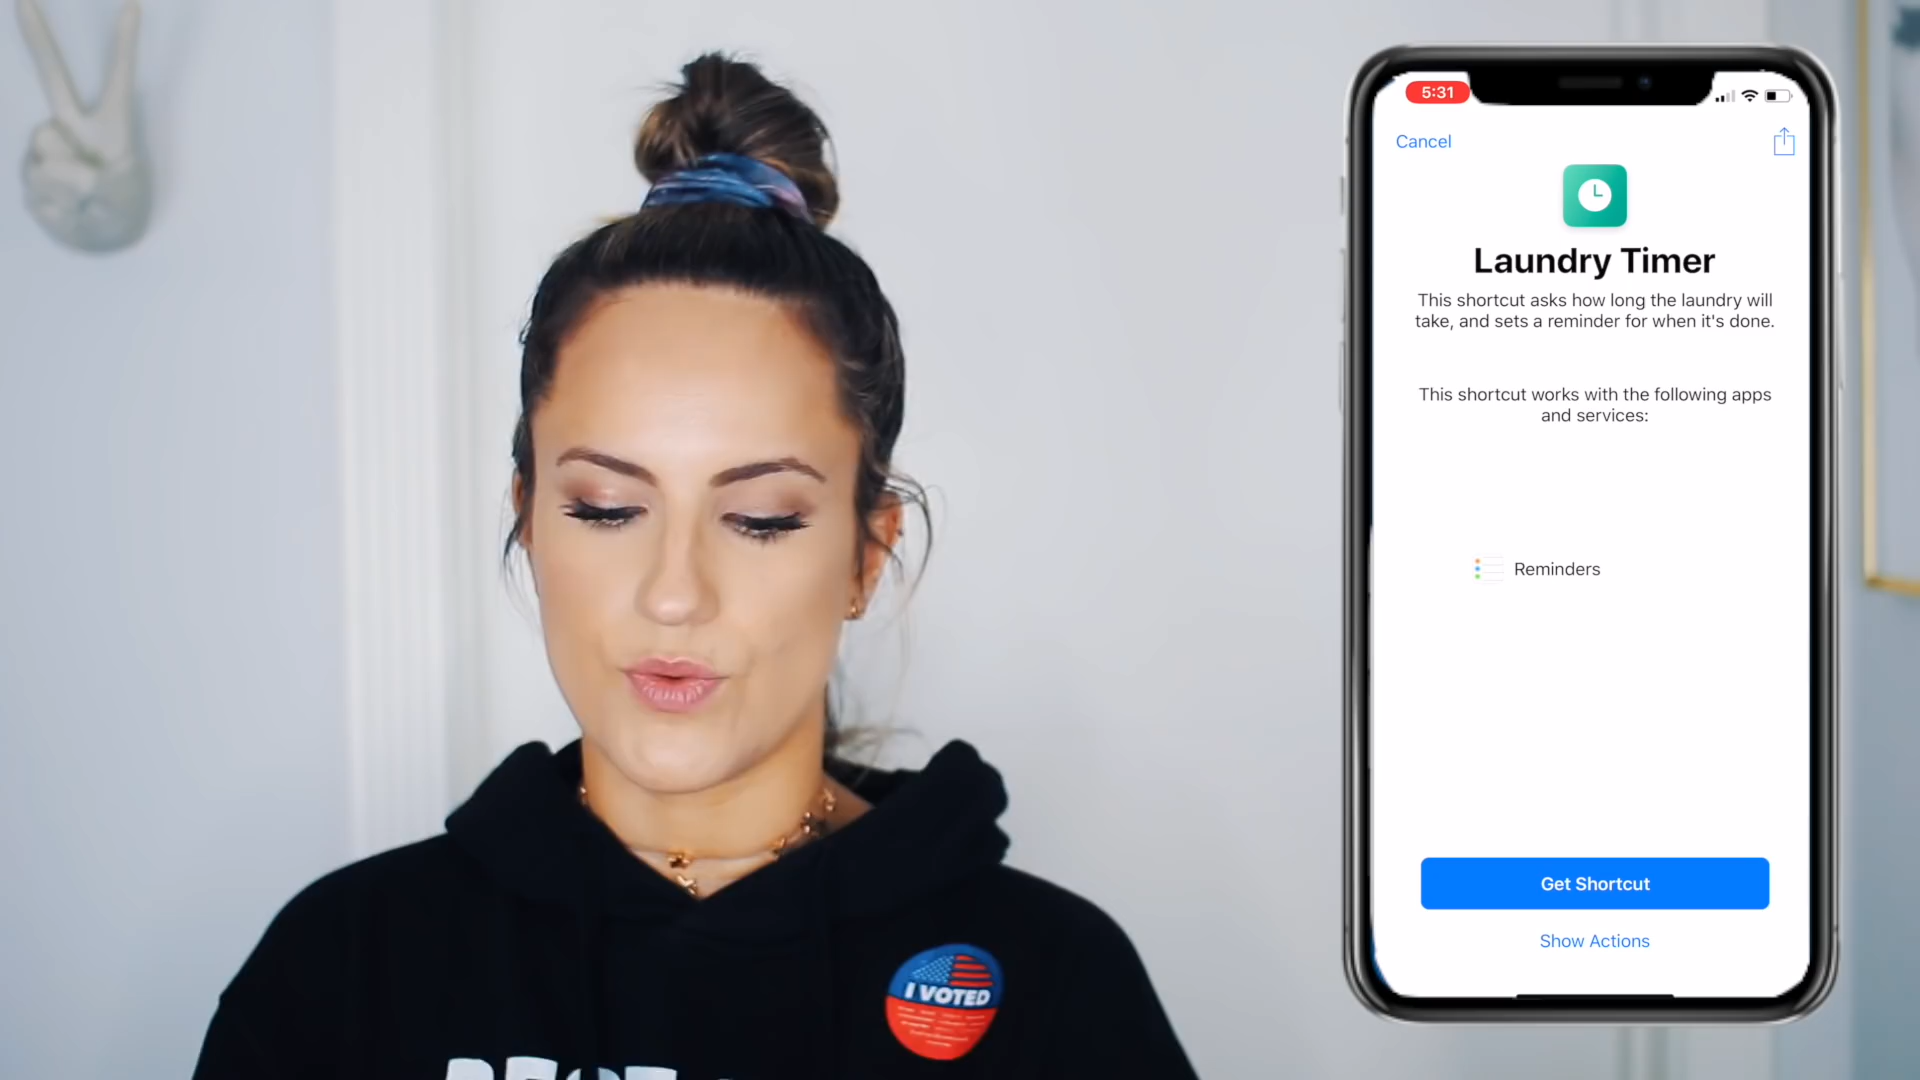 5:31
Cancel
Laundry Timer
This shortcut asks how long the laundry will
take, and sets a reminder for when it's done.
This shortcut works with the following apps
and services:
Reminders
Get Shortcut
Show Actions
I VOTED